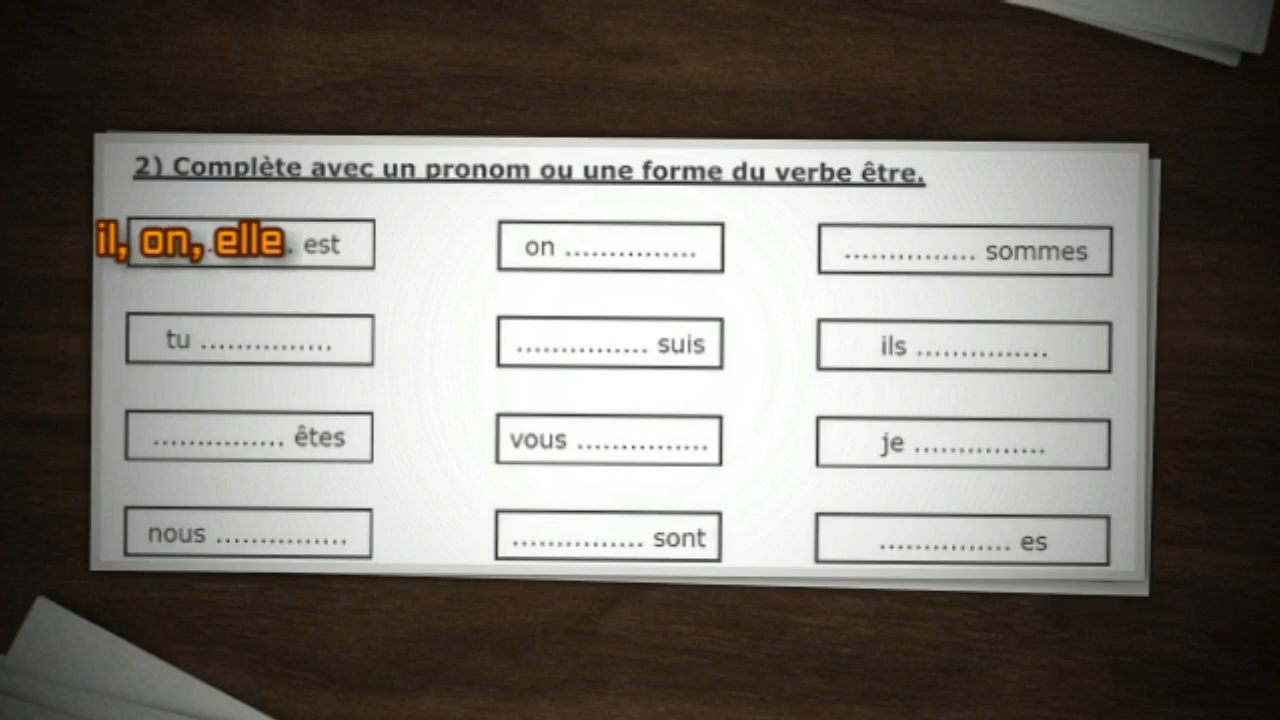 2) Complète avec un pronom ou une forme du verbe être.
il, on, elle. est
on ...............
............... sommes
tu ...............
............... suis
ils ...............
............... êtes
vous ...............
je ...............
nous ...............
............... sont
............... es